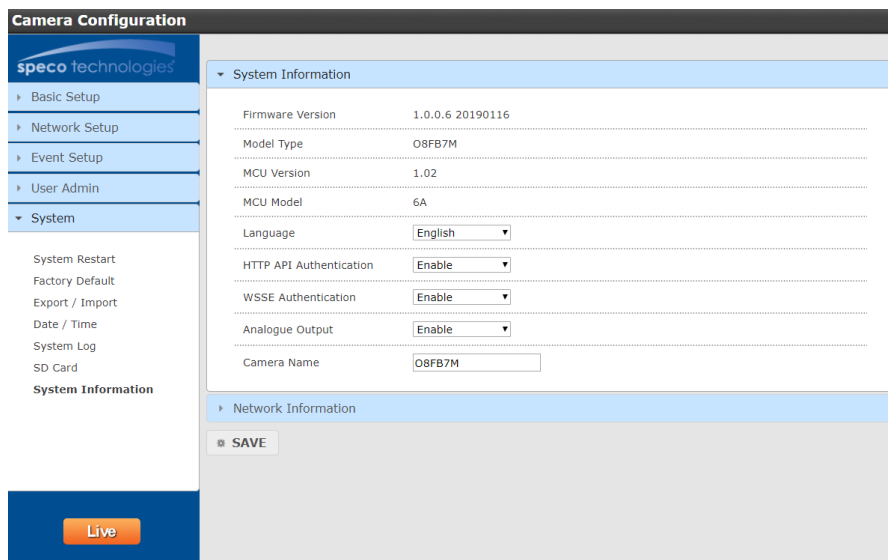 Camera Configuration
speco technologies
Basic Setup
Network Setup
Event Setup
User Admin
System
System Restart
Factory Default
Export / Import
Date / Time
System Log
SD Card
System Information
Live
System Information
Firmware Version 1.0.0.6 20190116
Model Type O8FB7M
MCU Version 1.02
MCU Model 6A
Language English
HTTP API Authentication Enable
WSSE Authentication Enable
Analogue Output Enable
Camera Name O8FB7M
Network Information
SAVE